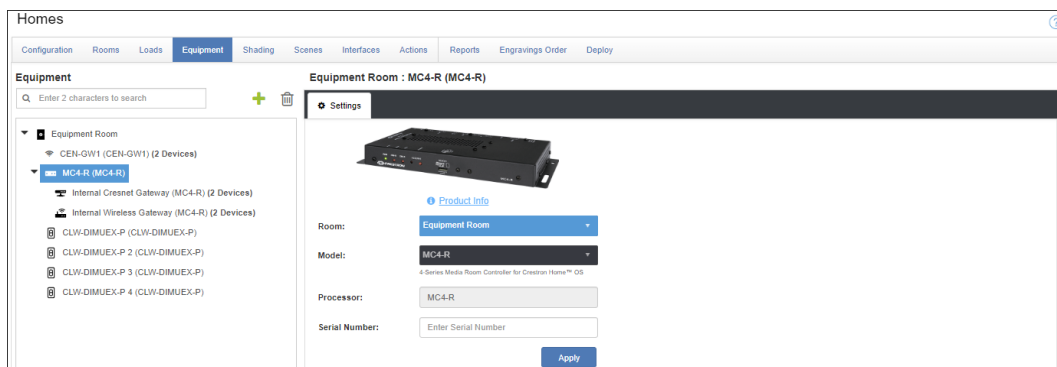 Homes
Configuration Rooms Loads Equipment Shading Scenes Interfaces Actions Reports Engravings Order Deploy
Equipment
Enter 2 characters to search
Equipment Room
CEN-GW1 (CEN-GW1) (2 Devices)
MC4-R (MC4-R)
Internal Cresnet Gateway (MC4-R) (2 Devices)
Internal Wireless Gateway (MC4-R) (2 Devices)
CLW-DIMUEX-P (CLW-DIMUEX-P)
CLW-DIMUEX-P 2 (CLW-DIMUEX-P)
CLW-DIMUEX-P 3 (CLW-DIMUEX-P)
CLW-DIMUEX-P 4 (CLW-DIMUEX-P)
Equipment Room : MC4-R (MC4-R)
Settings
Product Info
Room: Equipment Room
Model: MC4-R
4-Series Media Room Controller for Crestron Home™ OS
Processor: MC4-R
Serial Number: Enter Serial Number
Apply